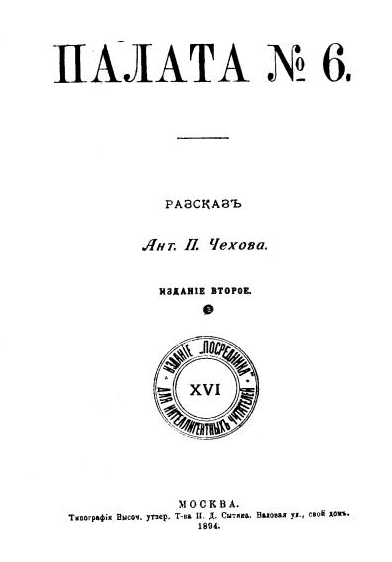 ПАЛАТА № 6.
РАЗСКАЗЪ
Ант. П. Чехова.
ИЗДАНІЕ ВТОРОЕ.
ИЗДАНІЕ „ПОСРЕДНИКА“
XVI
ДЛЯ ИНТЕЛЛИГЕНТНЫХЪ ЧИТАТЕЛЕЙ
МОСКВА.
Типографія Высоч. утвер. Т-ва И. Д. Сытина. Валовая ул., свой домъ.
1894.